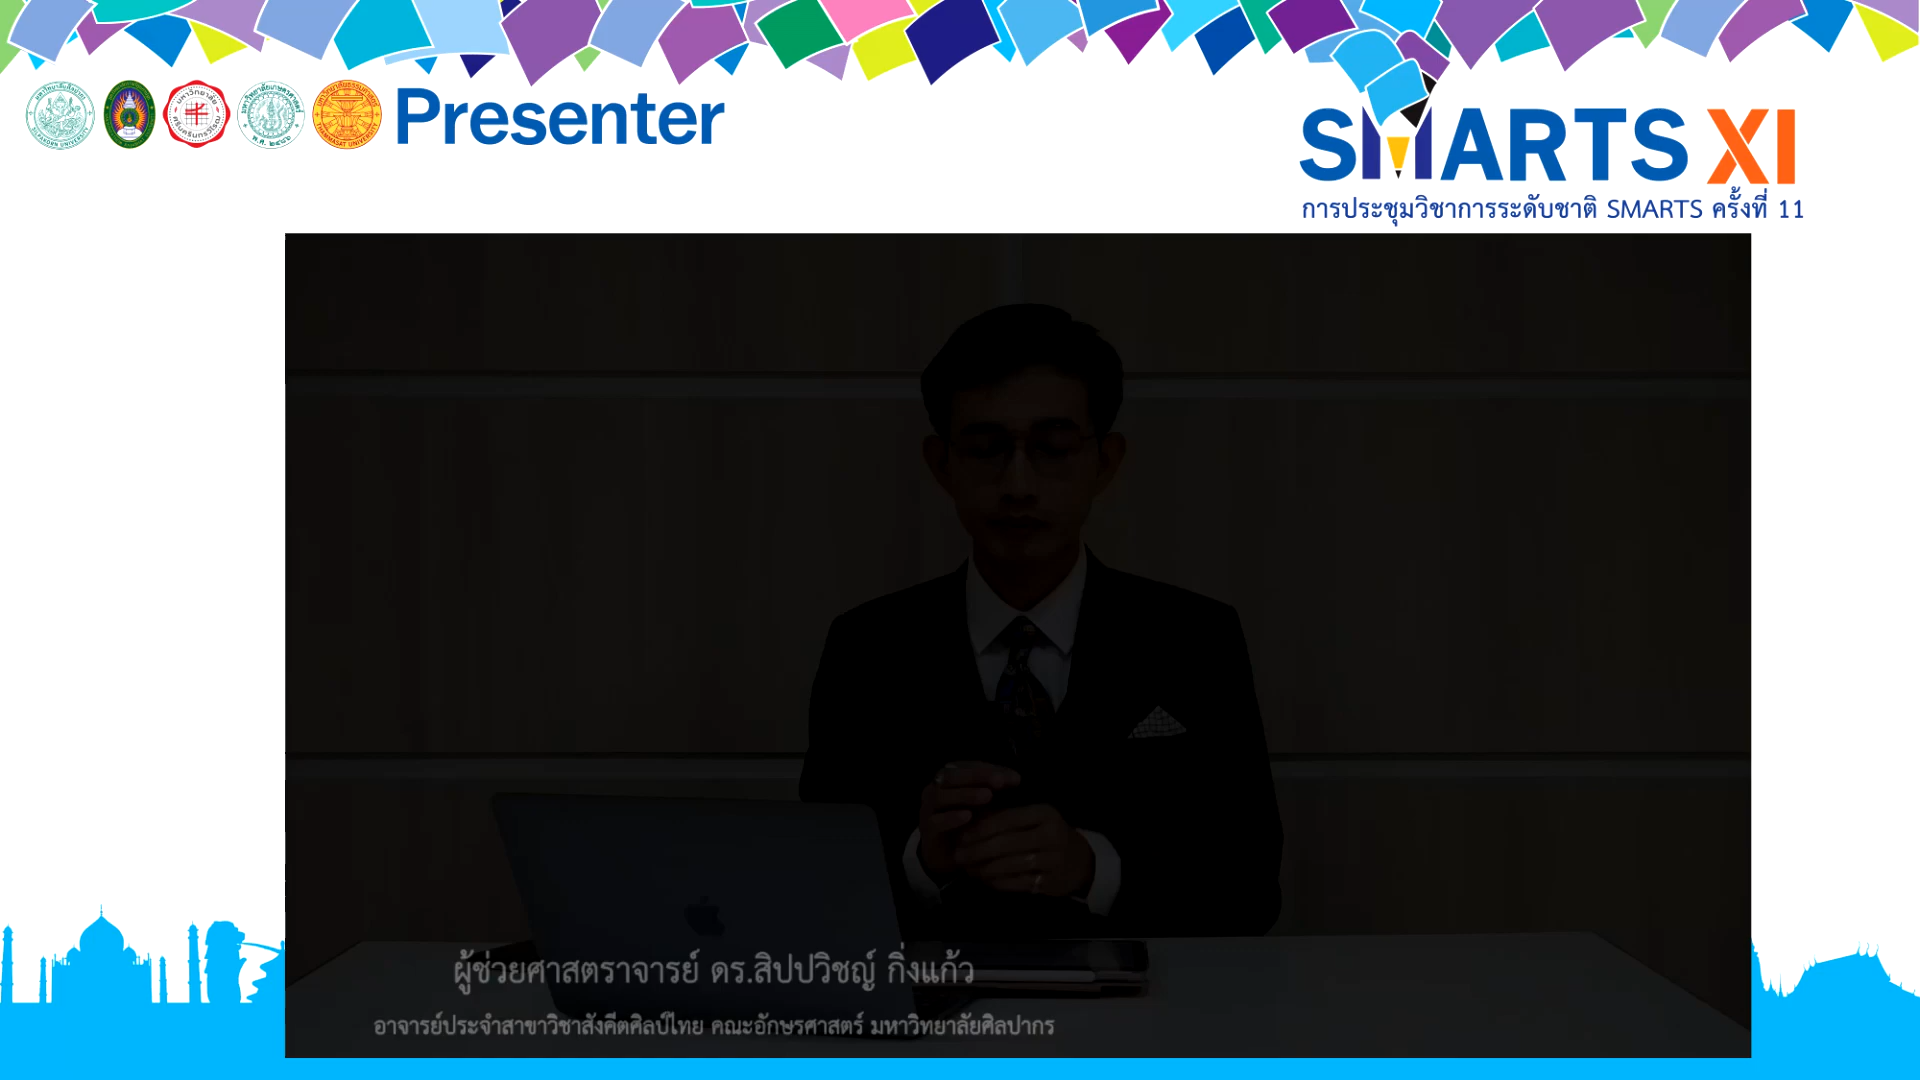 Presenter
SMARTS XI
การประชุมวิชาการระดับชาติ SMARTS ครั้งที่ 11
ผู้ช่วยศาสตราจารย์ ดร.สิปปวิชญ์ กิ่งแก้ว
อาจารย์ประจำสาขาวิชาสังคีตศิลป์ไทย คณะอักษรศาสตร์ มหาวิทยาลัยศิลปากร